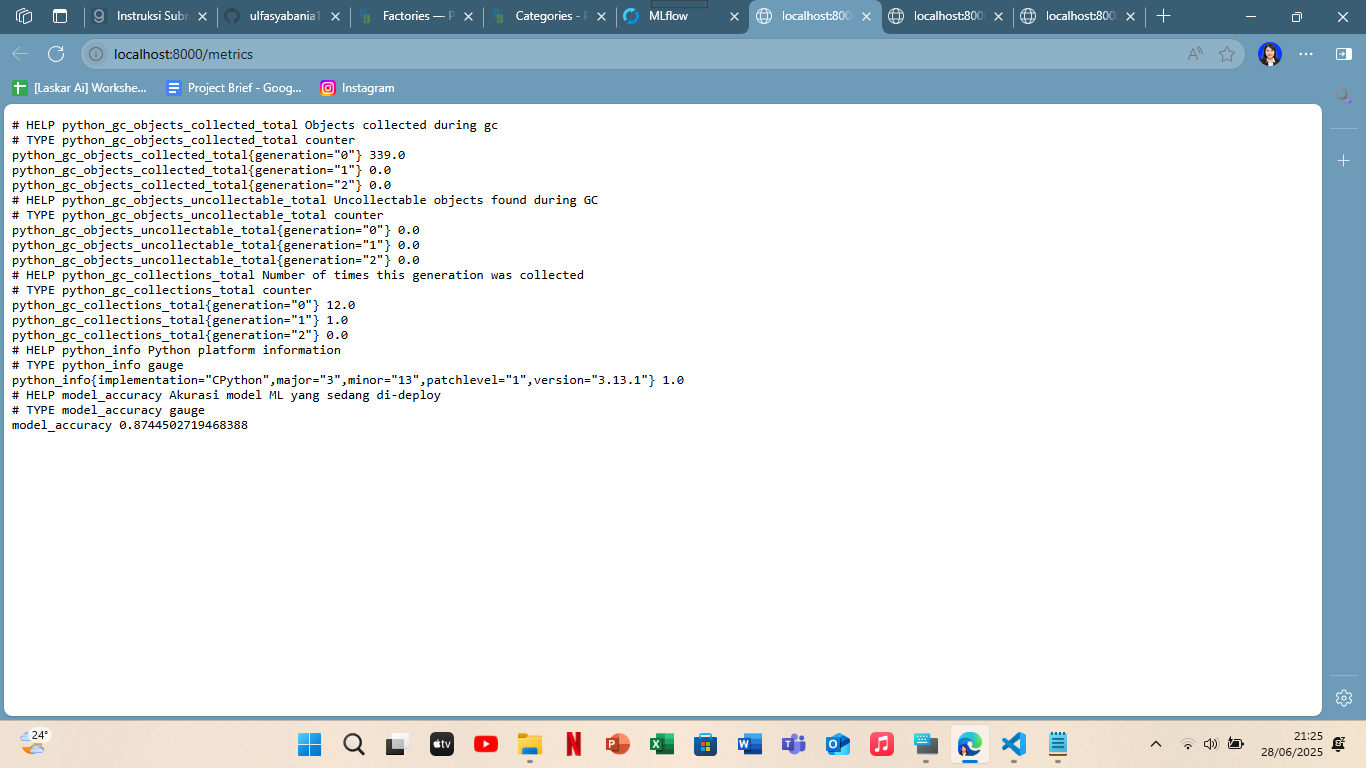 Instruksi Subr
ulfasyabania1
Factories — P
Categories - F
MLflow
localhost:800
localhost:800
localhost:800
localhost:8000/metrics
[Laskar Ai] Workshe...
Project Brief - Goog...
Instagram
# HELP python_gc_objects_collected_total Objects collected during gc
# TYPE python_gc_objects_collected_total counter
python_gc_objects_collected_total{generation="0"} 339.0
python_gc_objects_collected_total{generation="1"} 0.0
python_gc_objects_collected_total{generation="2"} 0.0
# HELP python_gc_objects_uncollectable_total Uncollectable objects found during GC
# TYPE python_gc_objects_uncollectable_total counter
python_gc_objects_uncollectable_total{generation="0"} 0.0
python_gc_objects_uncollectable_total{generation="1"} 0.0
python_gc_objects_uncollectable_total{generation="2"} 0.0
# HELP python_gc_collections_total Number of times this generation was collected
# TYPE python_gc_collections_total counter
python_gc_collections_total{generation="0"} 12.0
python_gc_collections_total{generation="1"} 1.0
python_gc_collections_total{generation="2"} 0.0
# HELP python_info Python platform information
# TYPE python_info gauge
python_info{implementation="CPython",major="3",minor="13",patchlevel="1",version="3.13.1"} 1.0
# HELP model_accuracy Akurasi model ML yang sedang di-deploy
# TYPE model_accuracy gauge
model_accuracy 0.8744502719468388
24°
tv
21:25
28/06/2025